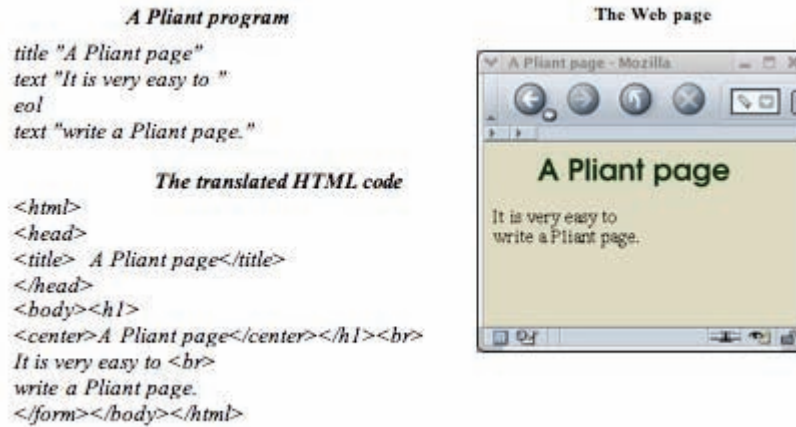 A Pliant program
title "A Pliant page"
text "It is very easy to "
eol
text "write a Pliant page."
The translated HTML code
<html>
<head>
<title> A Pliant page</title>
</head>
<body><h1>
<center>A Pliant page</center></h1><br>
It is very easy to <br>
write a Pliant page.
</form></body></html>
The Web page
A Pliant page - Mozilla
A Pliant page
It is very easy to
write a Pliant page.